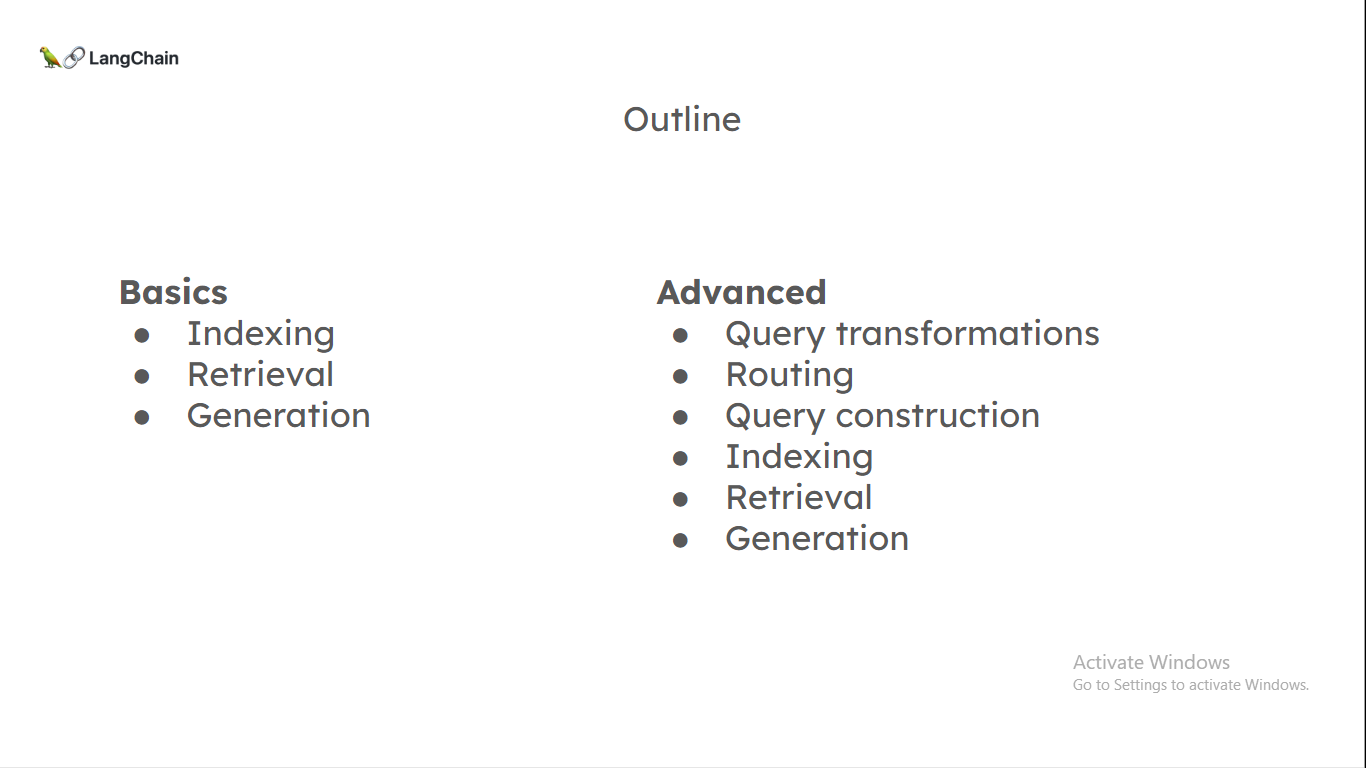 LangChain
Outline
Basics
● Indexing
● Retrieval
● Generation
Advanced
● Query transformations
● Routing
● Query construction
● Indexing
● Retrieval
● Generation
Activate Windows
Go to Settings to activate Windows.